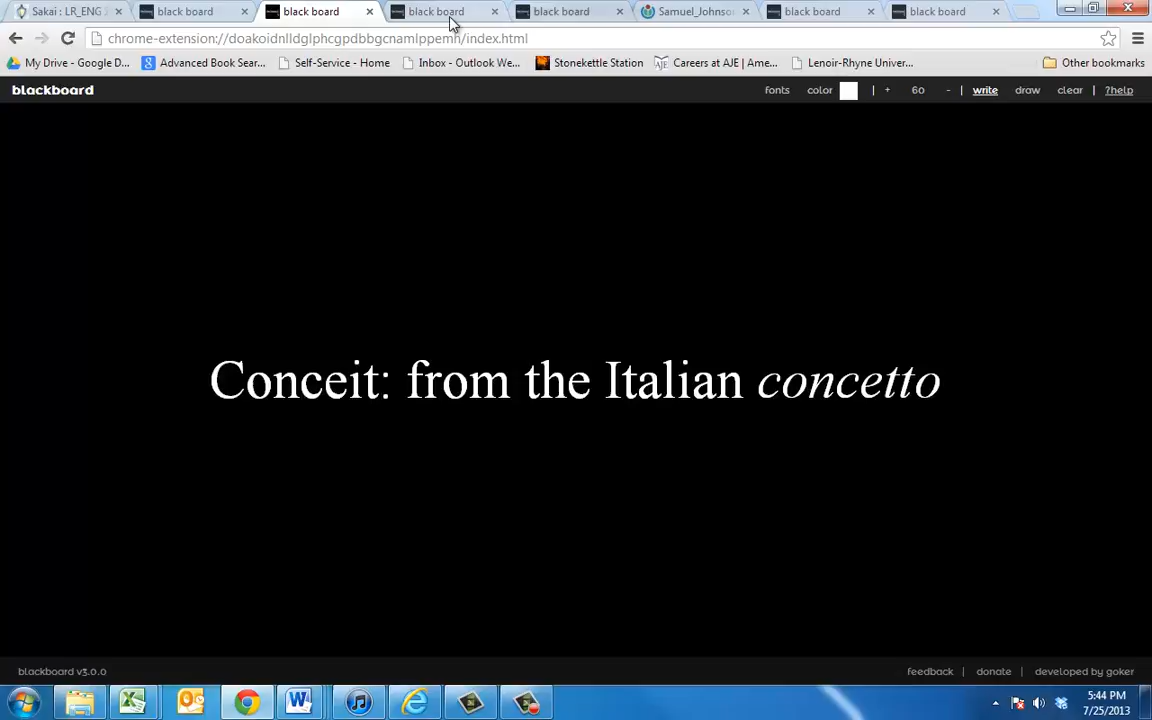 Sakai : LR_ENG
black board
black board
black board
black board
Samuel_Johnso
black board
black board
chrome-extension://doakoidnlldglphcgpdbbgcnamlppemh/index.html
My Drive - Google D...
Advanced Book Sear...
Self-Service - Home
Inbox - Outlook We...
Stonekettle Station
Careers at AJE | Ame...
Lenoir-Rhyne Univer...
Other bookmarks
blackboard
fonts color | + 60 - | write draw clear | ?help
Conceit: from the Italian concetto
blackboard v3.0.0
feedback | donate | developed by goker
5:44 PM
7/25/2013